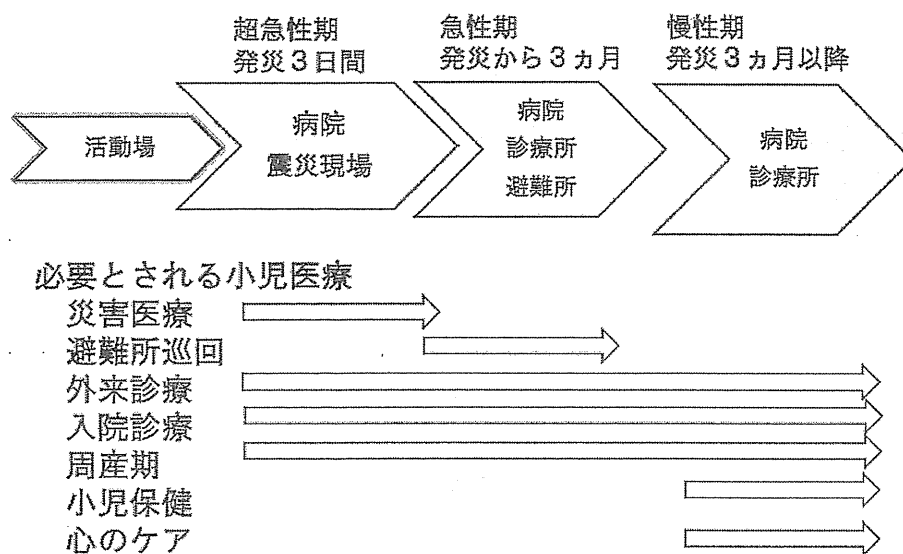 超急性期
発災3日間
急性期
発災から3ヵ月
慢性期
発災3ヵ月以降
活動場
病院
震災現場
病院
診療所
避難所
病院
診療所
必要とされる小児医療
災害医療
避難所巡回
外来診療
入院診療
周産期
小児保健
心のケア